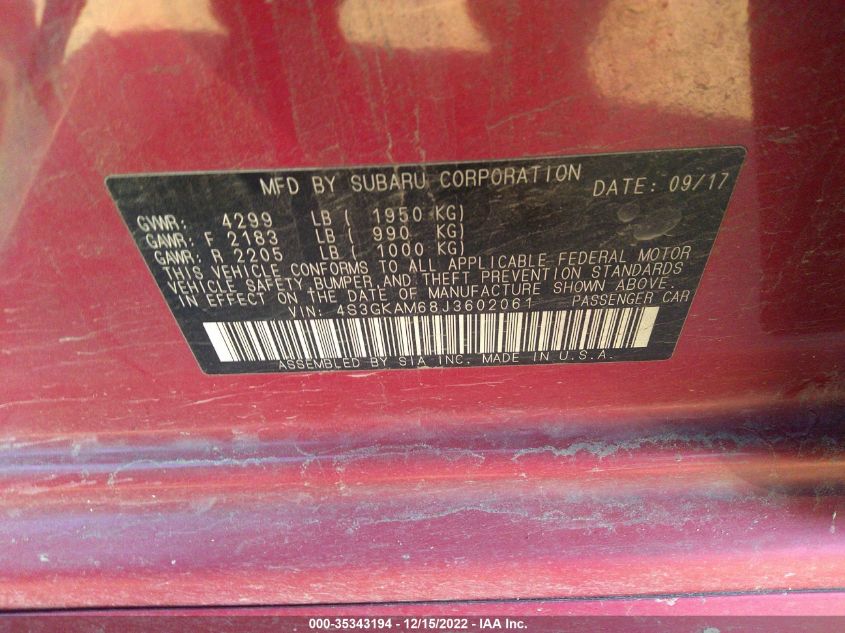 MFD BY SUBARU CORPORATION DATE: 09/17
GVWR: 4299 LB ( 1950 KG)
GAWR: F 2183 LB ( 990 KG)
GAWR: R 2205 LB ( 1000 KG)
THIS VEHICLE CONFORMS TO ALL APPLICABLE FEDERAL MOTOR
VEHICLE SAFETY, BUMPER, AND THEFT PREVENTION STANDARDS
IN EFFECT ON THE DATE OF MANUFACTURE SHOWN ABOVE.
VIN: 4S3GKAM68J3602061 PASSENGER CAR
ASSEMBLED BY SIA INC. MADE IN U.S.A.
000-35343194 - 12/15/2022 - IAA Inc.